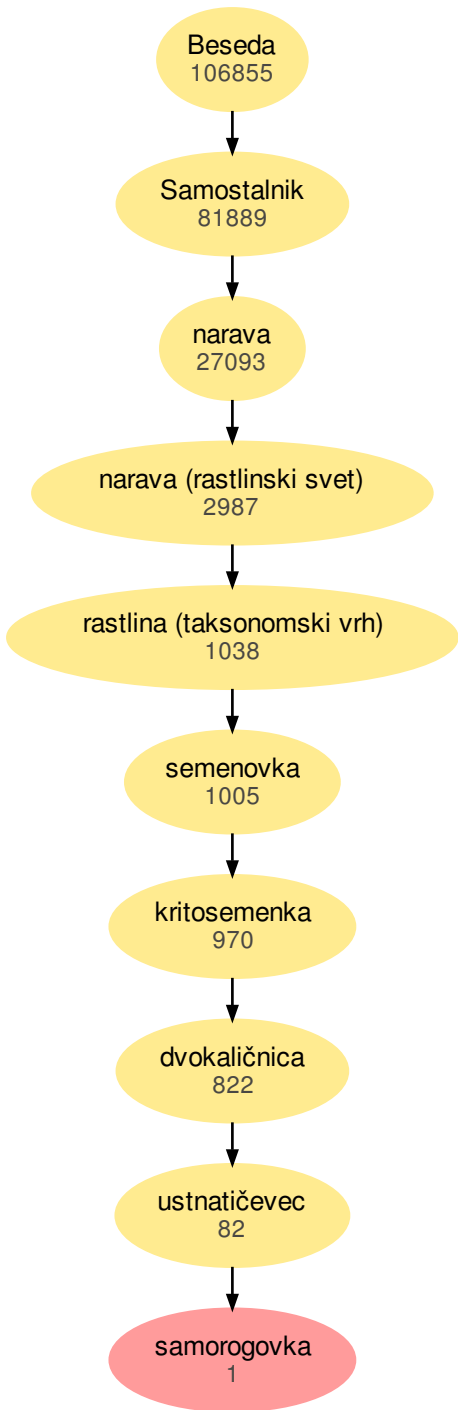 Beseda
106855
Samostalnik
81889
narava
27093
narava (rastlinski svet)
2987
rastlina (taksonomski vrh)
1038
semenovka
1005
kritosemenka
970
dvokaličnica
822
ustnatičevec
82
samorogovka
1